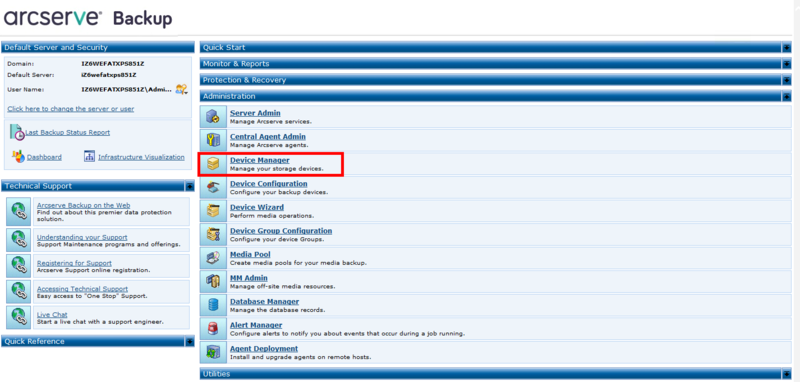 arcserve® Backup
Default Server and Security
Domain: IZ6WEFATXPS851Z
Default Server: iZ6wefatxps851z
User Name: IZ6WEFATXPS851Z\Admi...
Click here to change the server or user
Last Backup Status Report
Dashboard
Infrastructure Visualization
Technical Support
Arcserve Backup on the Web
Find out about this premier data protection
solution.
Understanding your Support
Support Maintenance programs and offerings.
Registering for Support
Arcserve Support online registration.
Accessing Technical Support
Easy access to "One Stop" Support.
Live Chat
Start a live chat with a support engineer.
Quick Reference
Quick Start
Monitor & Reports
Protection & Recovery
Administration
Server Admin
Manage Arcserve services.
Central Agent Admin
Manage Arcserve agents.
Device Manager
Manage your storage devices.
Device Configuration
Configure your backup devices.
Device Wizard
Perform media operations.
Device Group Configuration
Configure your device Groups.
Media Pool
Create media pools for your media backup.
MM Admin
Manage off-site media resources.
Database Manager
Manage the database records.
Alert Manager
Configure alerts to notify you about events that occur during a job running.
Agent Deployment
Install and upgrade agents on remote hosts.
Utilities